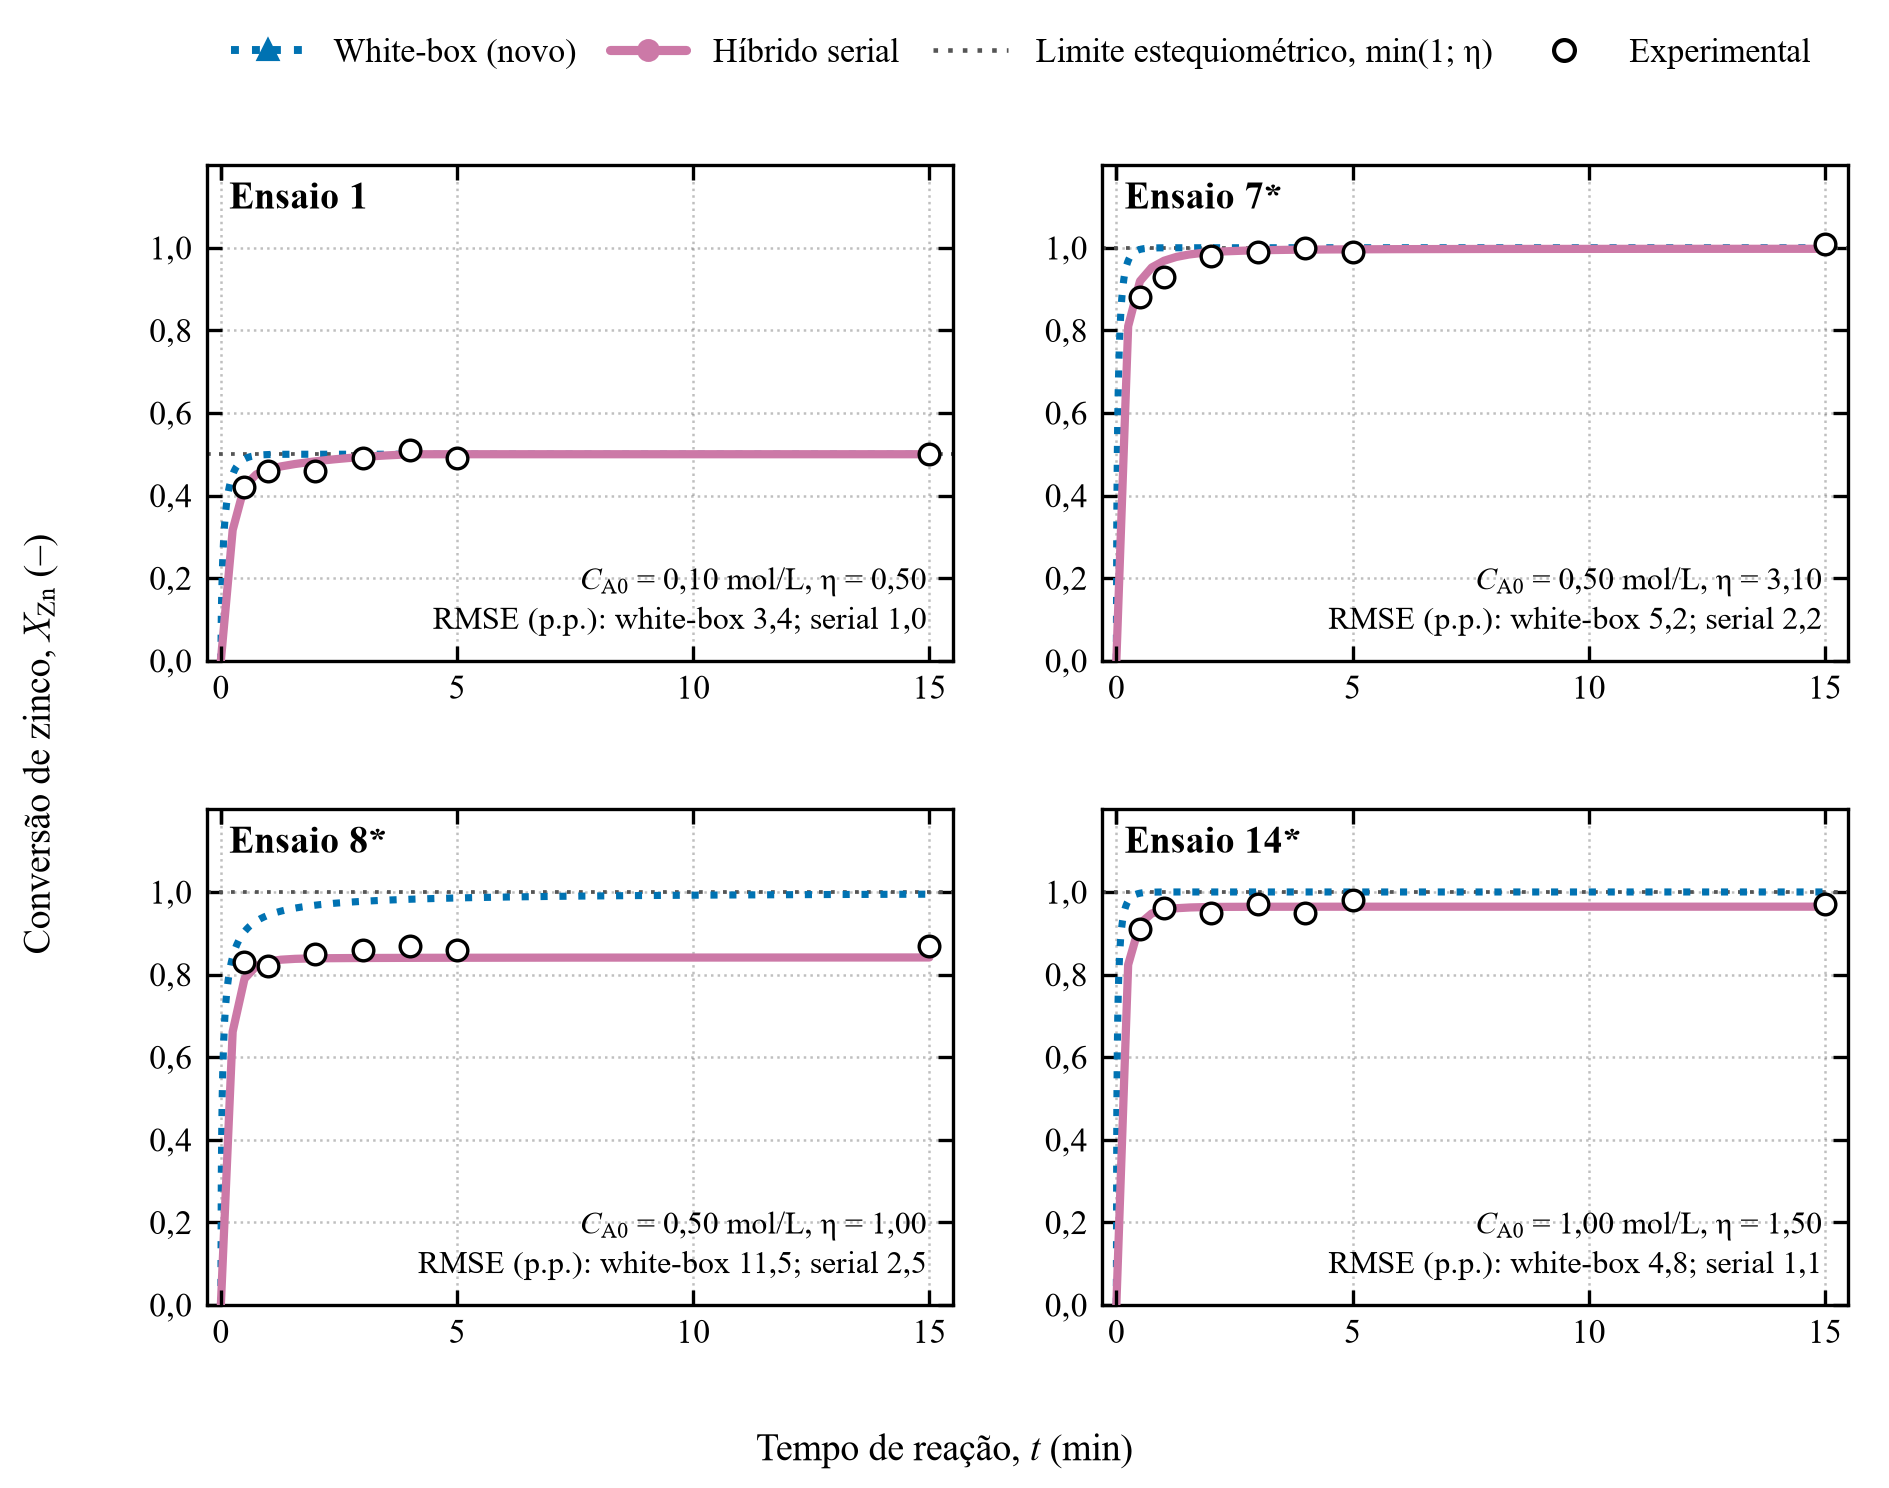 White-box (novo) Híbrido serial Limite estequiométrico, min(1; η) Experimental
Conversão de zinco, XZn (–)
Ensaio 1
1,0
0,8
0,6
0,4
0,2
0,0
CA0 = 0,10 mol/L, η = 0,50
RMSE (p.p.): white-box 3,4; serial 1,0
0 5 10 15
Ensaio 7*
1,0
0,8
0,6
0,4
0,2
0,0
CA0 = 0,50 mol/L, η = 3,10
RMSE (p.p.): white-box 5,2; serial 2,2
0 5 10 15
Ensaio 8*
1,0
0,8
0,6
0,4
0,2
0,0
CA0 = 0,50 mol/L, η = 1,00
RMSE (p.p.): white-box 11,5; serial 2,5
0 5 10 15
Ensaio 14*
1,0
0,8
0,6
0,4
0,2
0,0
CA0 = 1,00 mol/L, η = 1,50
RMSE (p.p.): white-box 4,8; serial 1,1
0 5 10 15
Tempo de reação, t (min)